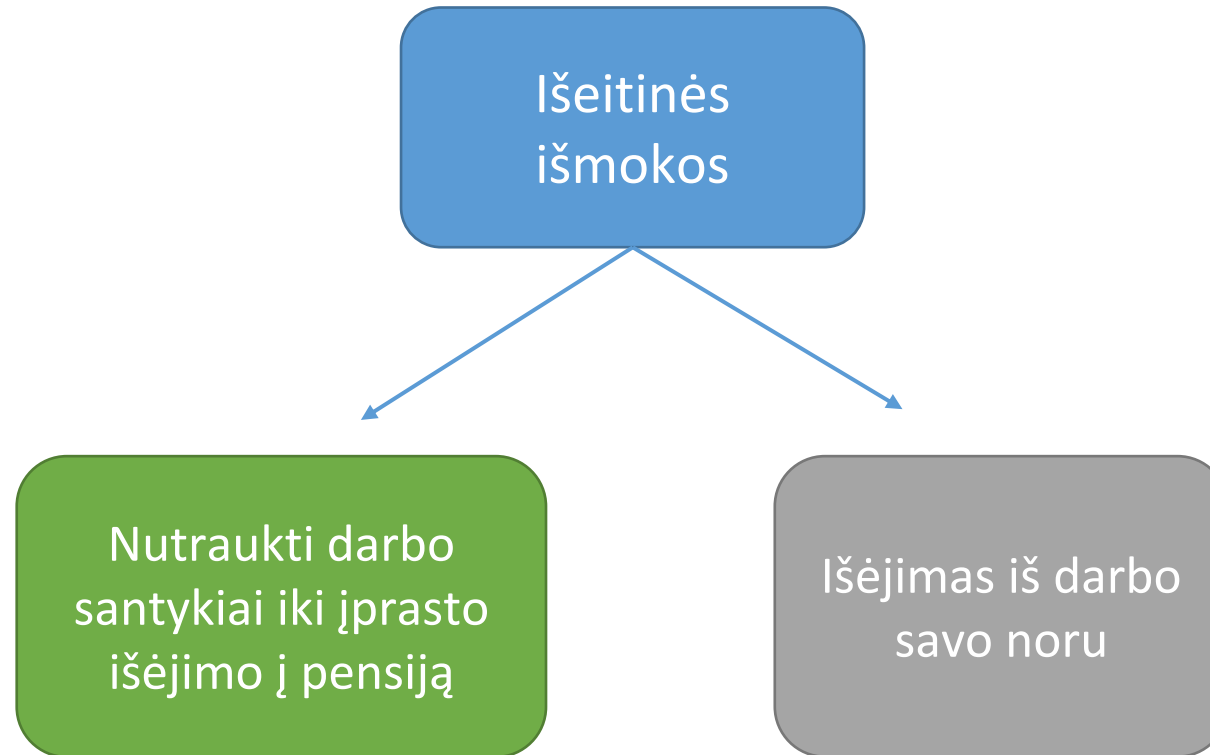 Išeitinės
išmokos
Nutraukti darbo
santykiai iki įprasto
išėjimo į pensiją
Išėjimas iš darbo
savo noru